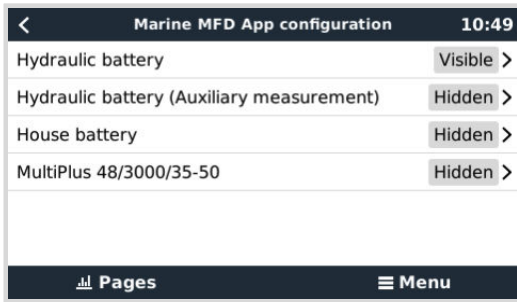 Marine MFD App configuration 10:49
Hydraulic battery Visible
Hydraulic battery (Auxiliary measurement) Hidden
House battery Hidden
MultiPlus 48/3000/35-50 Hidden
Pages Menu